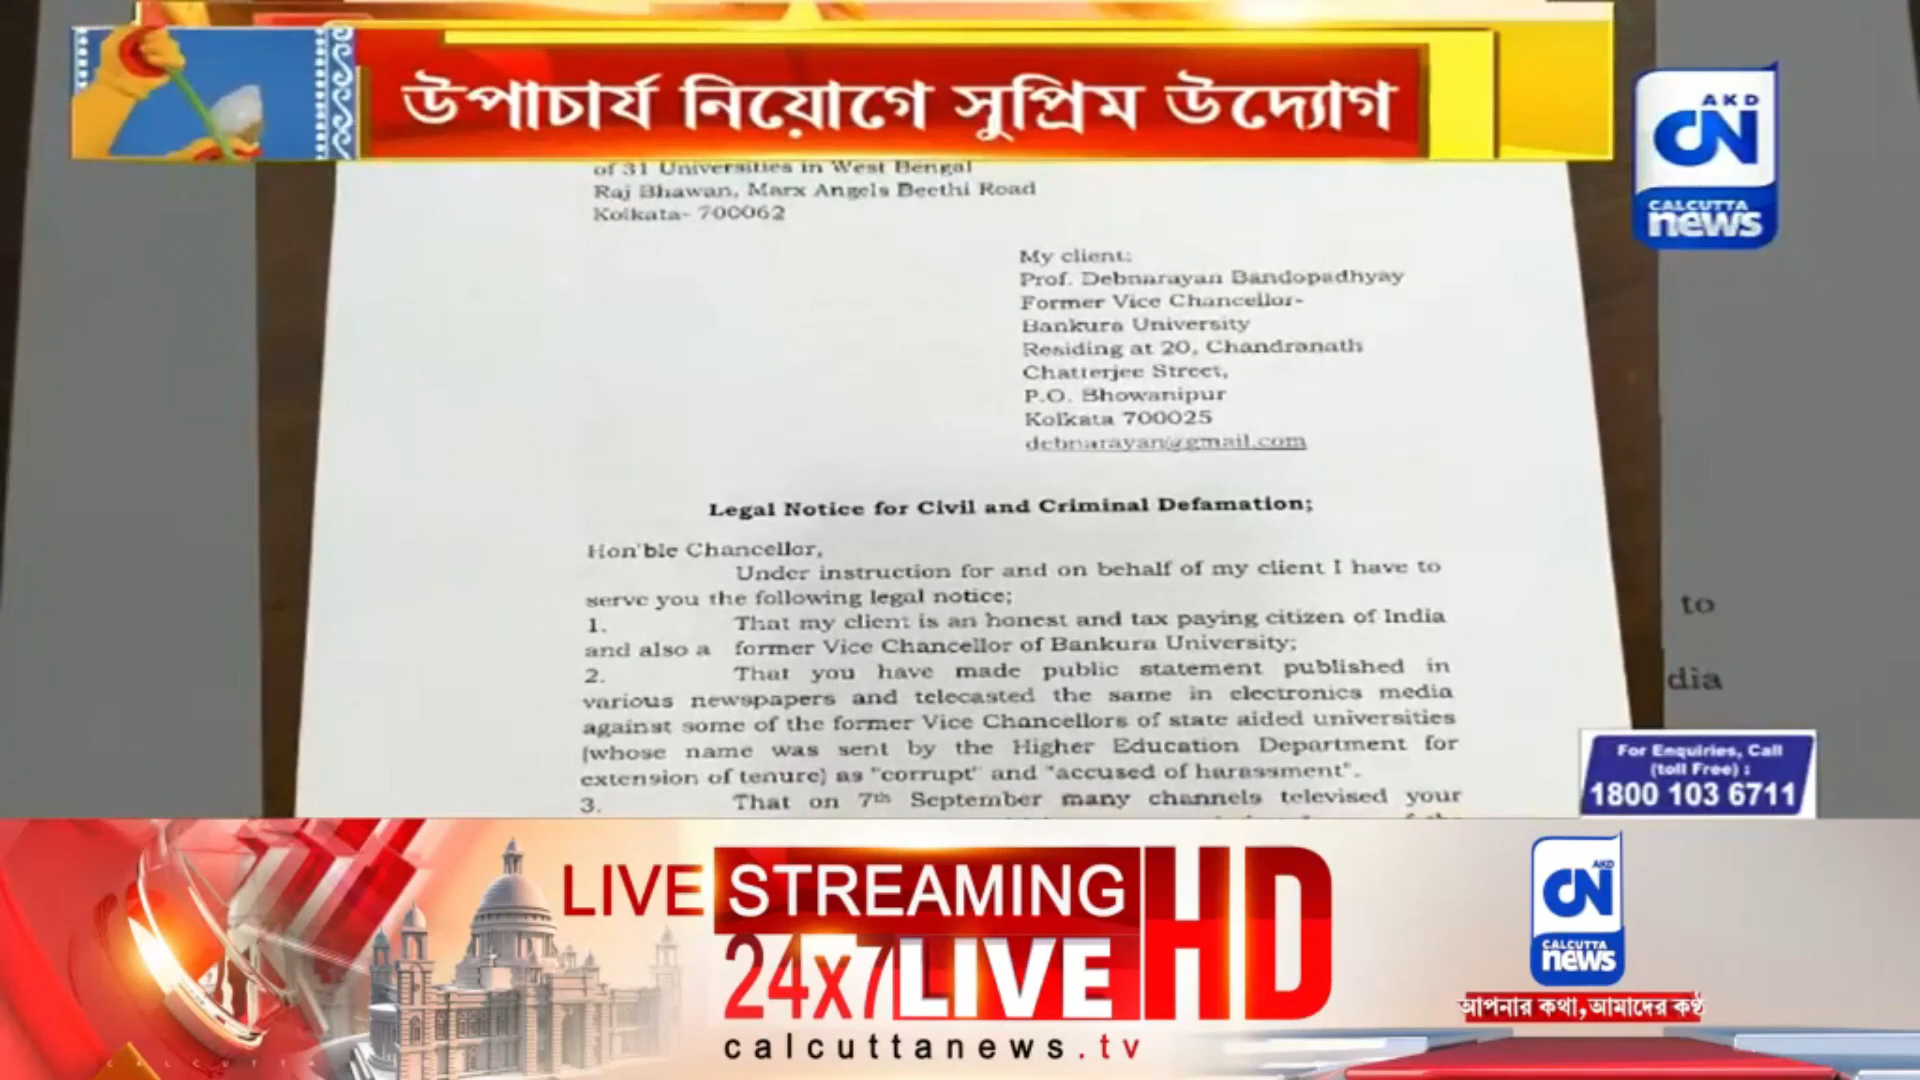 উপাচার্য নিয়োগে সুপ্রিম উদ্যোগ
AKD
CN
CALCUTTA
news
of 31 Universities in West Bengal
Raj Bhawan, Marx Angels Beethi Road
Kolkata- 700062
My client:
Prof. Debnarayan Bandopadhyay
Former Vice Chancellor-
Bankura University
Residing at 20, Chandranath
Chatterjee Street,
P.O. Bhowanipur
Kolkata 700025
debnarayan@gmail.com
Legal Notice for Civil and Criminal Defamation;
Hon'ble Chancellor,
Under instruction for and on behalf of my client I have to
serve you the following legal notice;
1. That my client is an honest and tax paying citizen of India
and also a former Vice Chancellor of Bankura University;
2. That you have made public statement published in
various newspapers and telecasted the same in electronics media
against some of the former Vice Chancellors of state aided universities
(whose name was sent by the Higher Education Department for
extension of tenure) as "corrupt" and "accused of harassment".
3. That on 7th September many channels televised your
to
dia
For Enquiries, Call
(toll Free) :
1800 103 6711
LIVE STREAMING HD
24x7 LIVE
calcuttanews.tv
AKD
CN
CALCUTTA
news
আপনার কথা, আমাদের কণ্ঠ
CALCUTTA